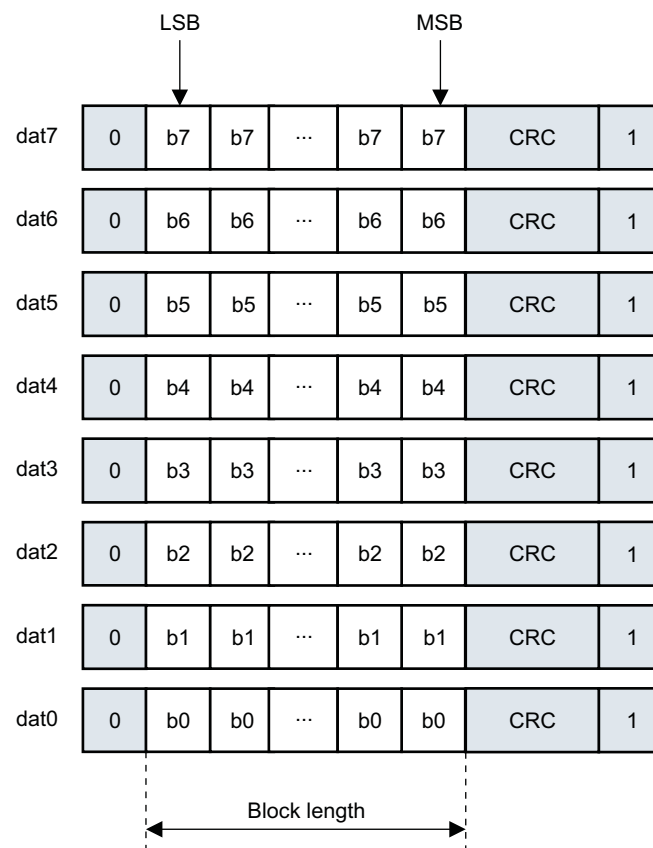 LSB MSB
dat7 0 b7 b7 ... b7 b7 CRC 1
dat6 0 b6 b6 ... b6 b6 CRC 1
dat5 0 b5 b5 ... b5 b5 CRC 1
dat4 0 b4 b4 ... b4 b4 CRC 1
dat3 0 b3 b3 ... b3 b3 CRC 1
dat2 0 b2 b2 ... b2 b2 CRC 1
dat1 0 b1 b1 ... b1 b1 CRC 1
dat0 0 b0 b0 ... b0 b0 CRC 1
Block length